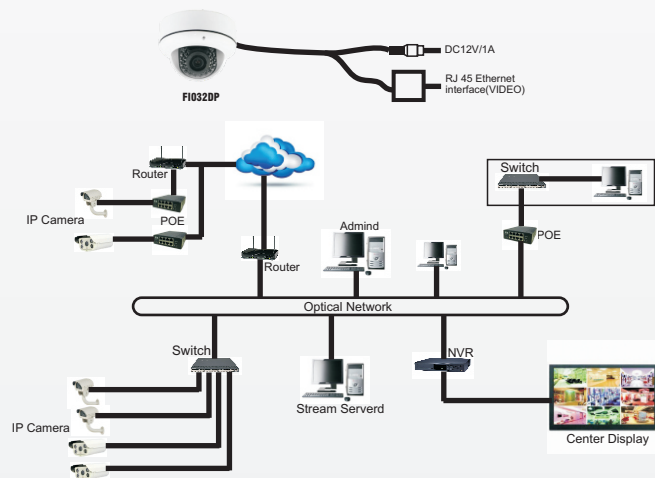 DC12V/1A
RJ 45 Ethernet
interface(VIDEO)
FI032DP
Router
IP Camera
POE
Switch
POE
Admind
Router
Optical Network
Switch
NVR
Stream Serverd
IP Camera
Center Display